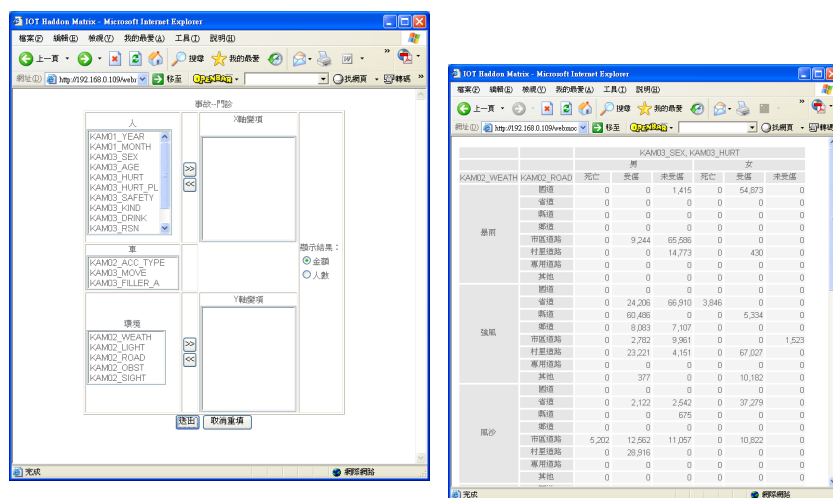 IOT Haddon Matrix - Microsoft Internet Explorer
檔案(F) 編輯(E) 檢視(V) 我的最愛(A) 工具(T) 說明(H)
上一頁 搜尋 我的最愛
網址(D) http://192.168.0.109/webs 移至 OPENFIND 找網頁 轉碼
事故--門診
人
KAM01_YEAR
KAM01_MONTH
KAM03_SEX
KAM03_AGE
KAM03_HURT
KAM03_HURT_PL
KAM03_SAFETY
KAM03_KIND
KAM03_DRINK
KAM03_RSN
>>
<<
X軸變項
車
KAM02_ACC_TYPE
KAM03_MOVE
KAM03_FILLER_A
顯示結果：
金額
人數
環境
KAM02_WEATH
KAM02_LIGHT
KAM02_ROAD
KAM02_OBST
KAM02_SIGHT
>>
<<
Y軸變項
送出 取消重填
完成 網際網路
IOT Haddon Matrix - Microsoft Internet Explorer
檔案(F) 編輯(E) 檢視(V) 我的最愛(A) 工具(T) 說明(H)
上一頁 搜尋 我的最愛
網址(D) http://192.168.0.109/webs 移至 找網頁 轉碼
KAM03_SEX, KAM03_HURT
男 女
KAM02_WEATH KAM02_ROAD 死亡 受傷 未受傷 死亡 受傷 未受傷
暴雨
國道 0 0 1,415 0 54,873 0
省道 0 0 0 0 0 0
縣道 0 0 0 0 0 0
鄉道 0 0 0 0 0 0
市區道路 0 9,244 65,586 0 0 0
村里道路 0 0 14,773 0 430 0
專用道路 0 0 0 0 0 0
其他 0 0 0 0 0 0
強風
國道 0 0 0 0 0 0
省道 0 24,206 66,910 3,846 0 0
縣道 0 60,486 0 0 5,334 0
鄉道 0 8,083 7,107 0 0 0
市區道路 0 2,782 9,961 0 0 1,523
村里道路 0 23,221 4,151 0 67,027 0
專用道路 0 0 0 0 0 0
其他 0 377 0 0 10,182 0
風沙
國道 0 0 0 0 0 0
省道 0 2,122 2,542 0 37,279 0
縣道 0 0 675 0 0 0
鄉道 0 0 0 0 0 0
市區道路 5,202 12,562 11,057 0 10,822 0
村里道路 0 28,916 0 0 0 0
專用道路 0 0 0 0 0 0
其他 0 0 0 0 0 0
完成 網際網路